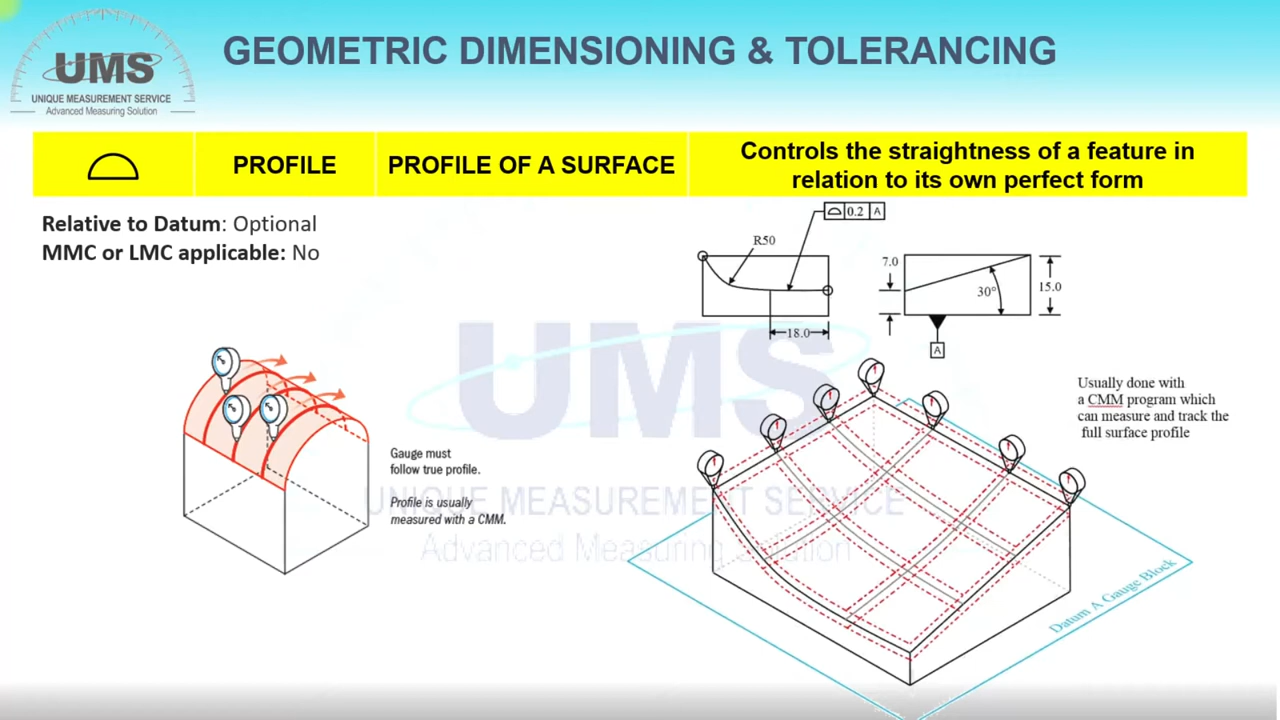 GEOMETRIC DIMENSIONING & TOLERANCING
UMS
UNIQUE MEASUREMENT SERVICE
Advanced Measuring Solution
PROFILE
PROFILE OF A SURFACE
Controls the straightness of a feature in
relation to its own perfect form
Relative to Datum: Optional
MMC or LMC applicable: No
0.2 A
R50
18.0
7.0
30°
15.0
A
Gauge must
follow true profile.
Profile is usually
measured with a CMM.
Usually done with
a CMM program which
can measure and track the
full surface profile
Datum A Gauge Block
UMS
UNIQUE MEASUREMENT SERVICE
Advanced Measuring Solution